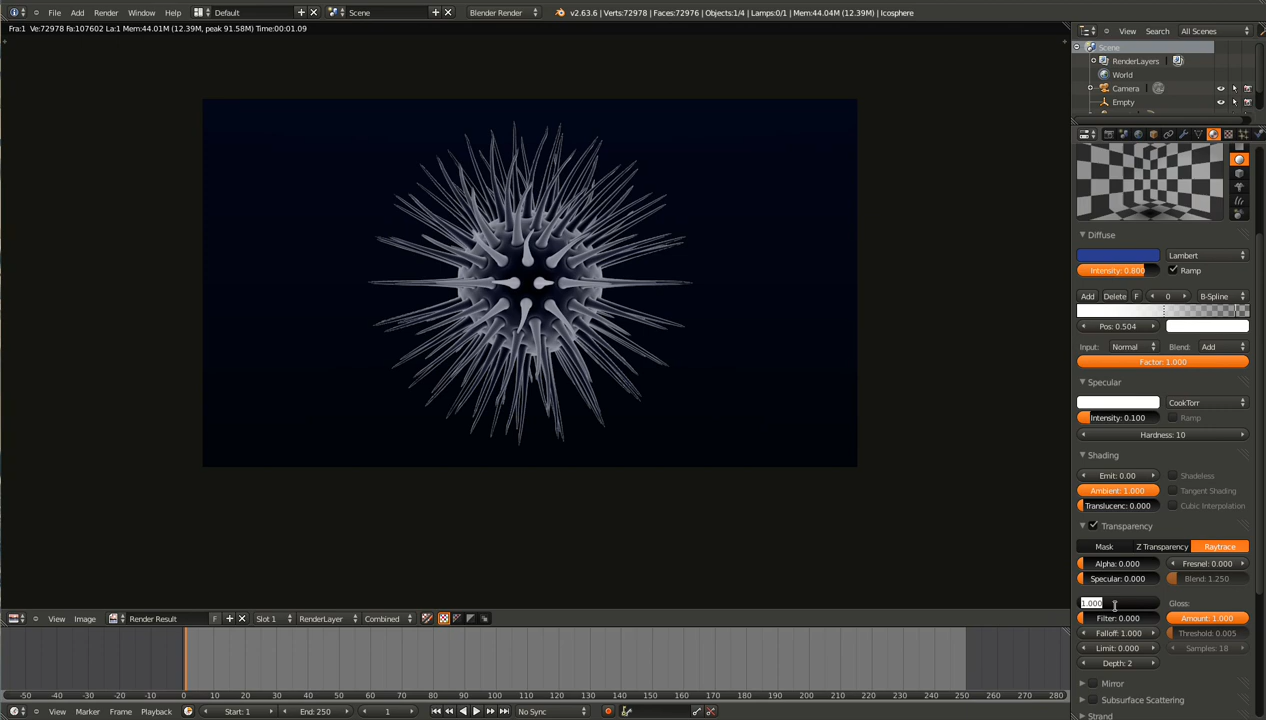 File Add Render Window Help Default Scene Blender Render v2.63.6 | Verts:72978 | Faces:72976 | Objects:1/4 | Lamps:0/1 | Mem:44.04M (12.39M) | Icosphere
Fra:1 Ve:72978 Fa:107602 La:1 Mem:44.01M (12.39M, peak 91.58M) Time:00:01.09
View Search All Scenes
Scene
RenderLayers
World
Camera
Empty
Diffuse
Lambert
Intensity: 0.800 Ramp
Add Delete F 0 B-Spline
Pos: 0.504
Input: Normal Blend: Add
Factor: 1.000
Specular
CookTorr
Intensity: 0.100 Ramp
Hardness: 10
Shading
Emit: 0.00 Shadeless
Ambient: 1.000 Tangent Shading
Translucenc: 0.000 Cubic Interpolation
Transparency
Mask Z Transparency Raytrace
Alpha: 0.000 Fresnel: 0.000
Specular: 0.000 Blend: 1.250
1.000 Gloss:
Filter: 0.000 Amount: 1.000
Falloff: 1.000 Threshold: 0.005
Limit: 0.000 Samples: 18
Depth: 2
Mirror
Subsurface Scattering
Strand
View Image Render Result F Slot 1 RenderLayer Combined
-50 -40 -30 -20 -10 0 10 20 30 40 50 60 70 80 90 100 110 120 130 140 150 160 170 180 190 200 210 220 230 240 250 260 270 280
View Marker Frame Playback Start: 1 End: 250 1 No Sync